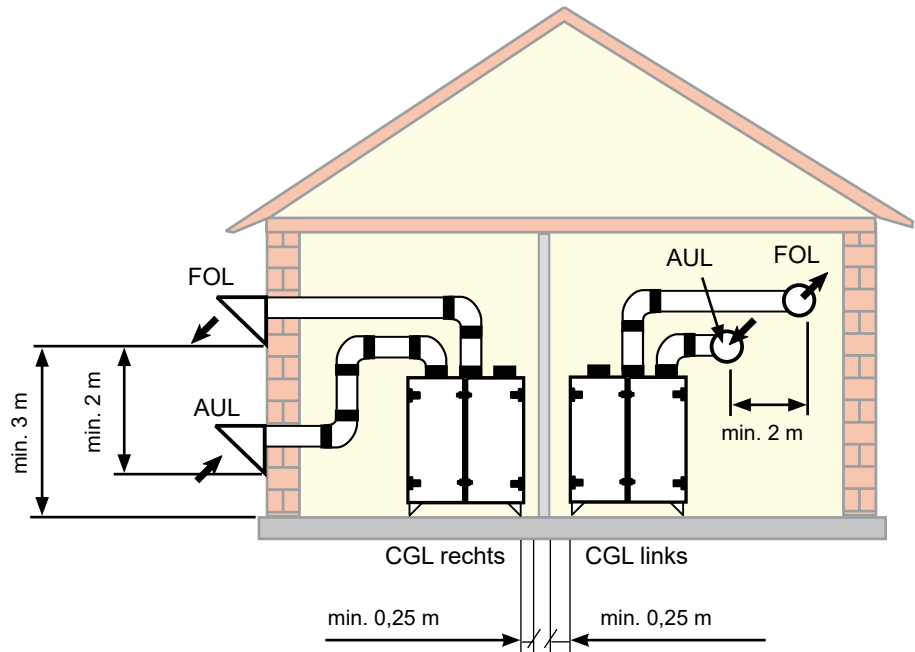 AUL
FOL
FOL
min. 3 m
min. 2 m
AUL
min. 2 m
CGL rechts
CGL links
min. 0,25 m
min. 0,25 m